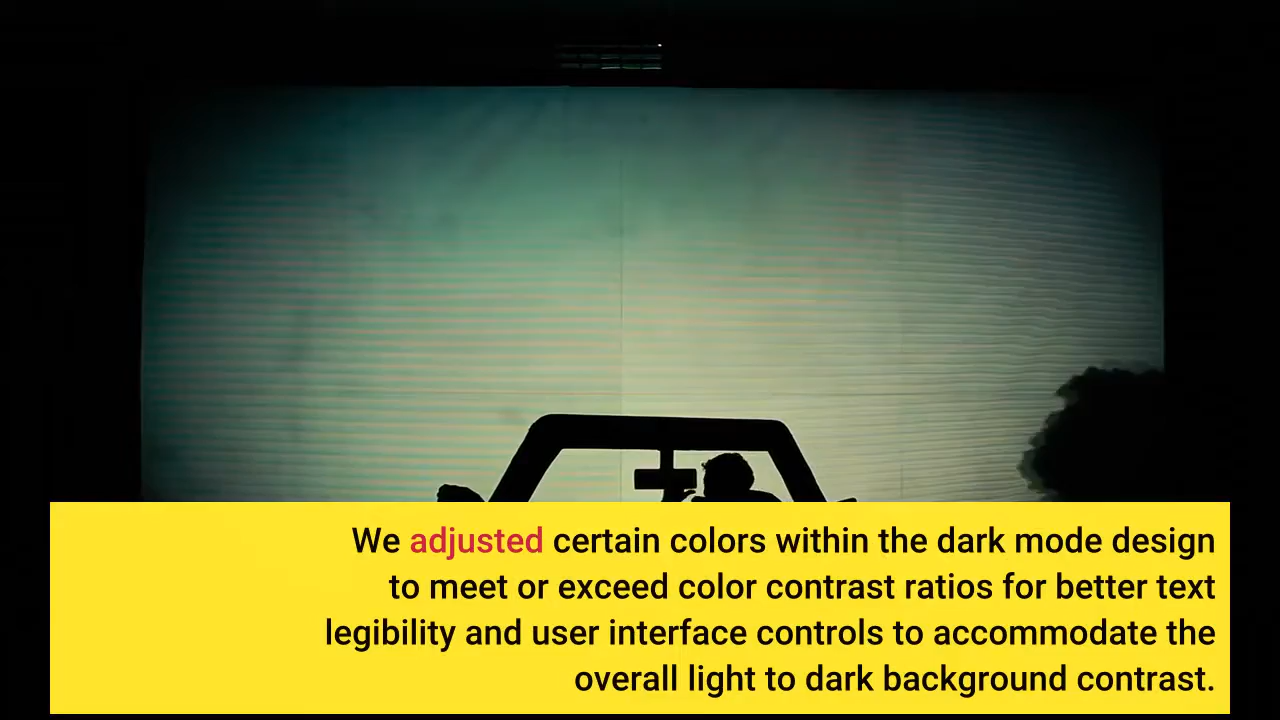 We adjusted certain colors within the dark mode design
to meet or exceed color contrast ratios for better text
legibility and user interface controls to accommodate the
overall light to dark background contrast.